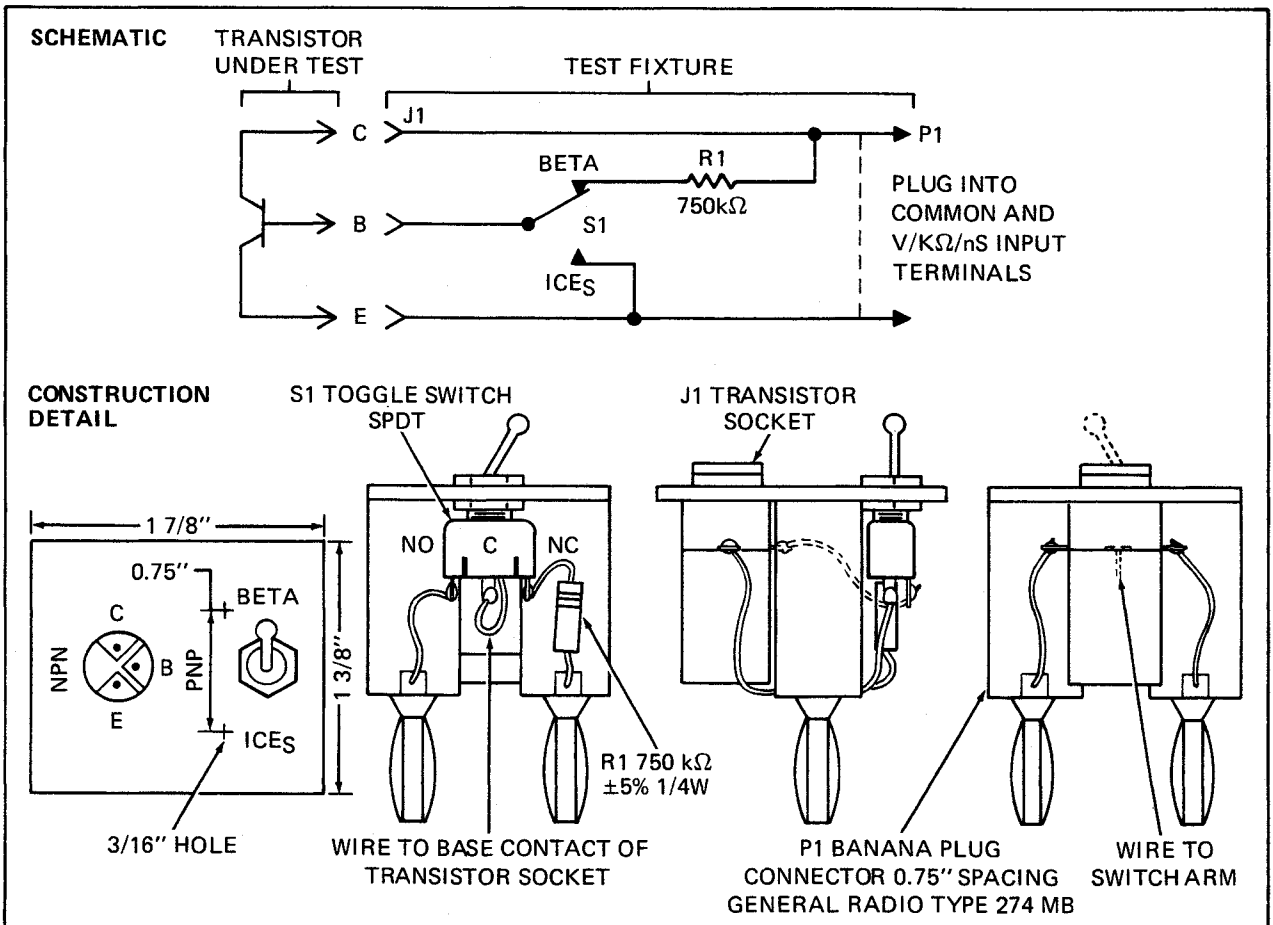 SCHEMATIC
TRANSISTOR
UNDER TEST
TEST FIXTURE
C
J1
P1
BETA
R1
750kΩ
B
S1
ICES
E
PLUG INTO
COMMON AND
V/KΩ/nS INPUT
TERMINALS
CONSTRUCTION
DETAIL
S1 TOGGLE SWITCH
SPDT
J1 TRANSISTOR
SOCKET
1 7/8"
0.75"
BETA
C
NPN
B
PNP
E
ICES
1 3/8"
3/16" HOLE
NO
C
NC
R1 750 kΩ
±5% 1/4W
WIRE TO BASE CONTACT OF
TRANSISTOR SOCKET
P1 BANANA PLUG
CONNECTOR 0.75" SPACING
GENERAL RADIO TYPE 274 MB
WIRE TO
SWITCH ARM